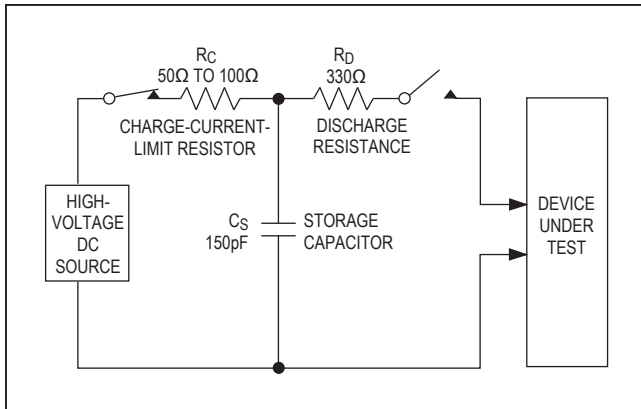 RC
50Ω TO 100Ω
CHARGE-CURRENT-
LIMIT RESISTOR
RD
330Ω
DISCHARGE
RESISTANCE
HIGH-
VOLTAGE
DC
SOURCE
CS
150pF
STORAGE
CAPACITOR
DEVICE
UNDER
TEST